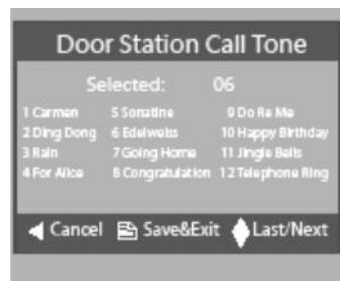 Door Station Call Tone
Selected: 06
1 Carmen 5 Sonatine 9 Do Re Me
2 Ding Dong 6 Edelweiss 10 Happy Birthday
3 Rain 7 Going Home 11 Jingle Bells
4 For Alice 8 Congratulation 12 Telephone Ring
Cancel Save&Exit Last/Next